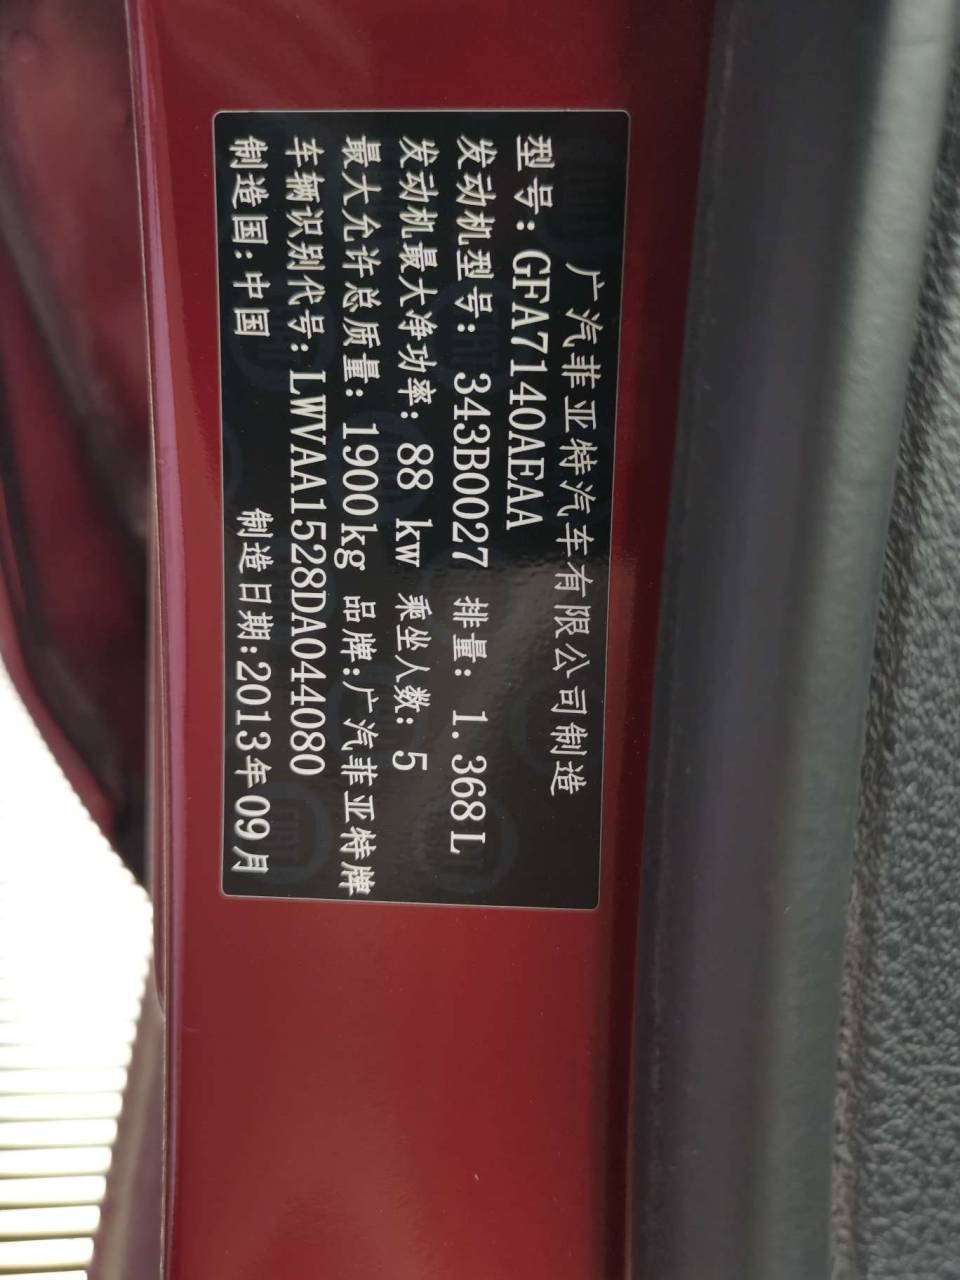 广汽菲亚特汽车有限公司制造
型号: GFA7140AEAA
发动机型号: 343B0027 排量: 1.368L
发动机最大净功率: 88 kw 乘坐人数: 5
最大允许总质量: 1900kg 品牌:广汽菲亚特牌
车辆识别代号: LWVAA1528DA044080
制造国:中国 制造日期:2013年09月